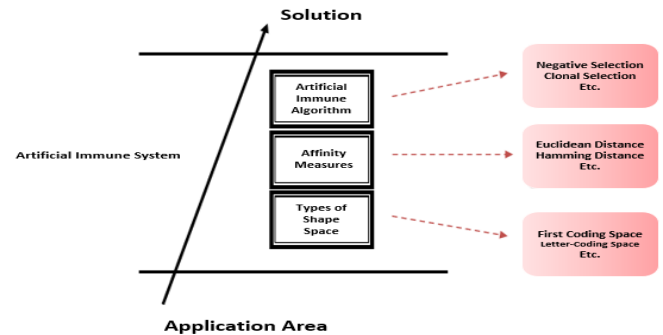 Solution
Artificial
Immune
Algorithm
Negative Selection
Clonal Selection
Etc.
Artificial Immune System
Affinity
Measures
Euclidean Distance
Hamming Distance
Etc.
Types of
Shape
Space
First Coding Space
Letter-Coding Space
Etc.
Application Area